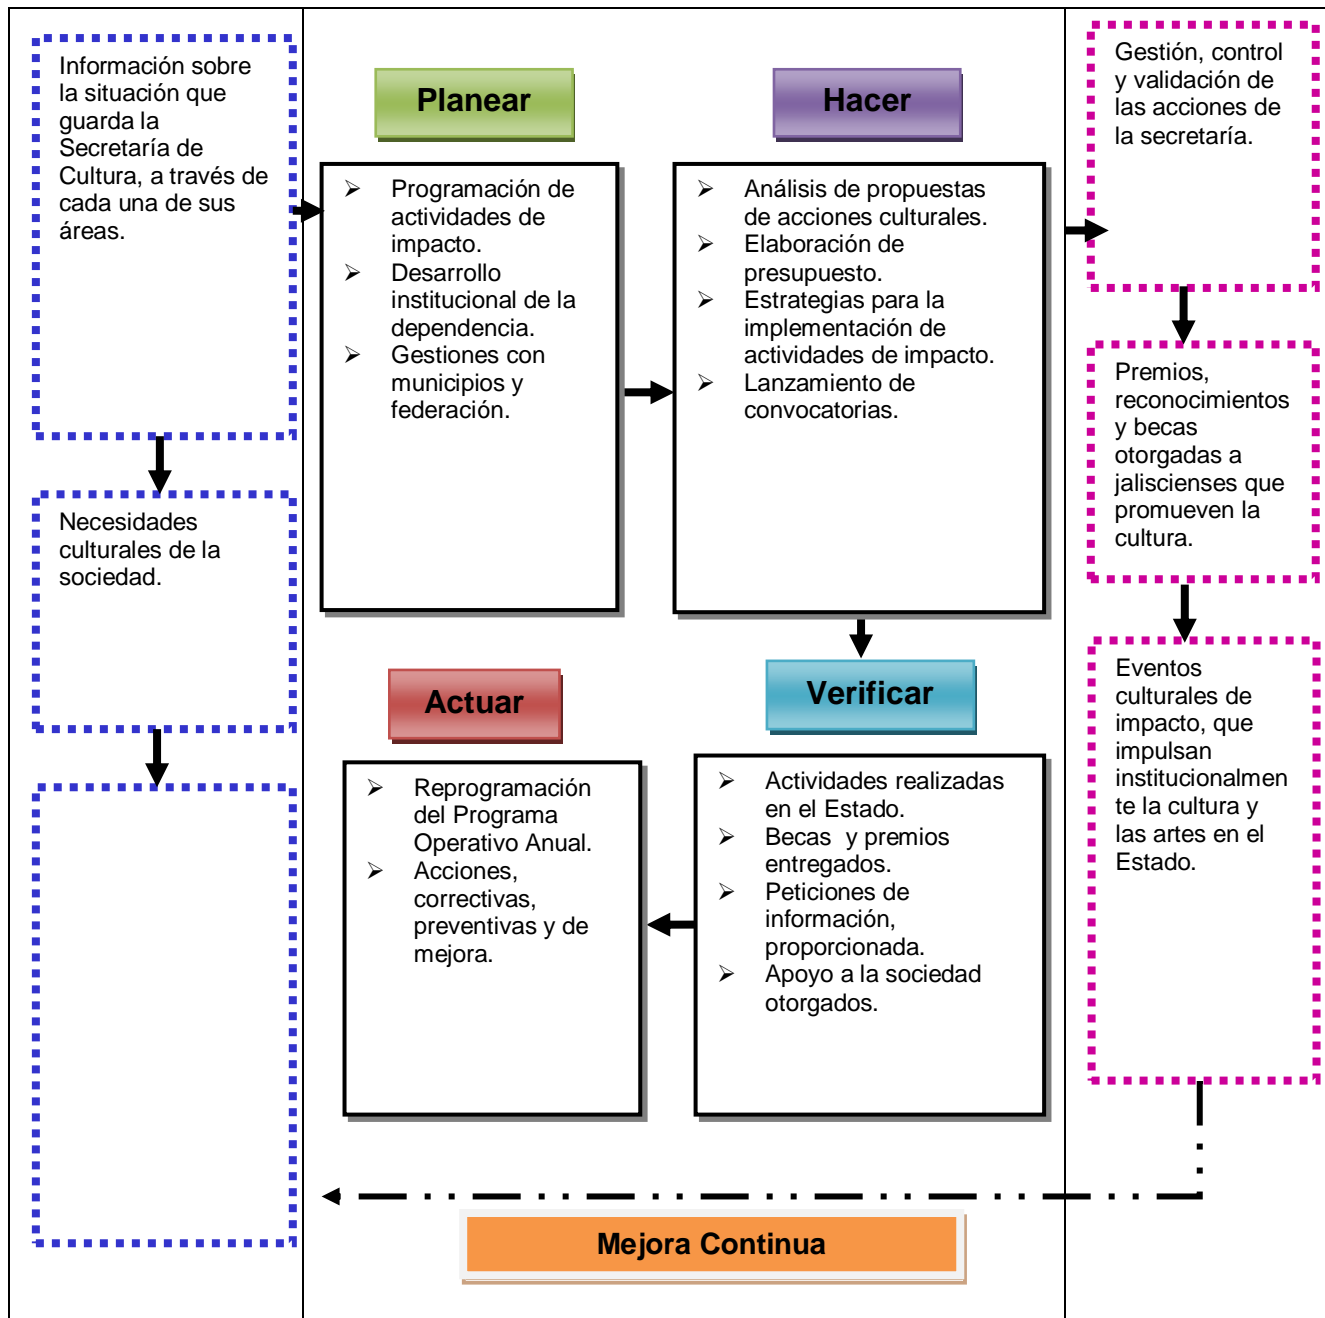 Información sobre
la situación que
guarda la
Secretaría de
Cultura, a través de
cada una de sus
áreas.
Necesidades
culturales de la
sociedad.
Planear
➢ Programación de
actividades de
impacto.
➢ Desarrollo
institucional de la
dependencia.
➢ Gestiones con
municipios y
federación.
Hacer
➢ Análisis de propuestas
de acciones culturales.
➢ Elaboración de
presupuesto.
➢ Estrategias para la
implementación de
actividades de impacto.
➢ Lanzamiento de
convocatorias.
Verificar
➢ Actividades realizadas
en el Estado.
➢ Becas  y premios
entregados.
➢ Peticiones de
información,
proporcionada.
➢ Apoyo a la sociedad
otorgados.
Actuar
➢ Reprogramación
del Programa
Operativo Anual.
➢ Acciones,
correctivas,
preventivas y de
mejora.
Gestión, control
y validación de
las acciones de
la secretaría.
Premios,
reconocimientos
y becas
otorgadas a
jaliscienses que
promueven la
cultura.
Eventos
culturales de
impacto, que
impulsan
institucionalmen
te la cultura y
las artes en el
Estado.
Mejora Continua